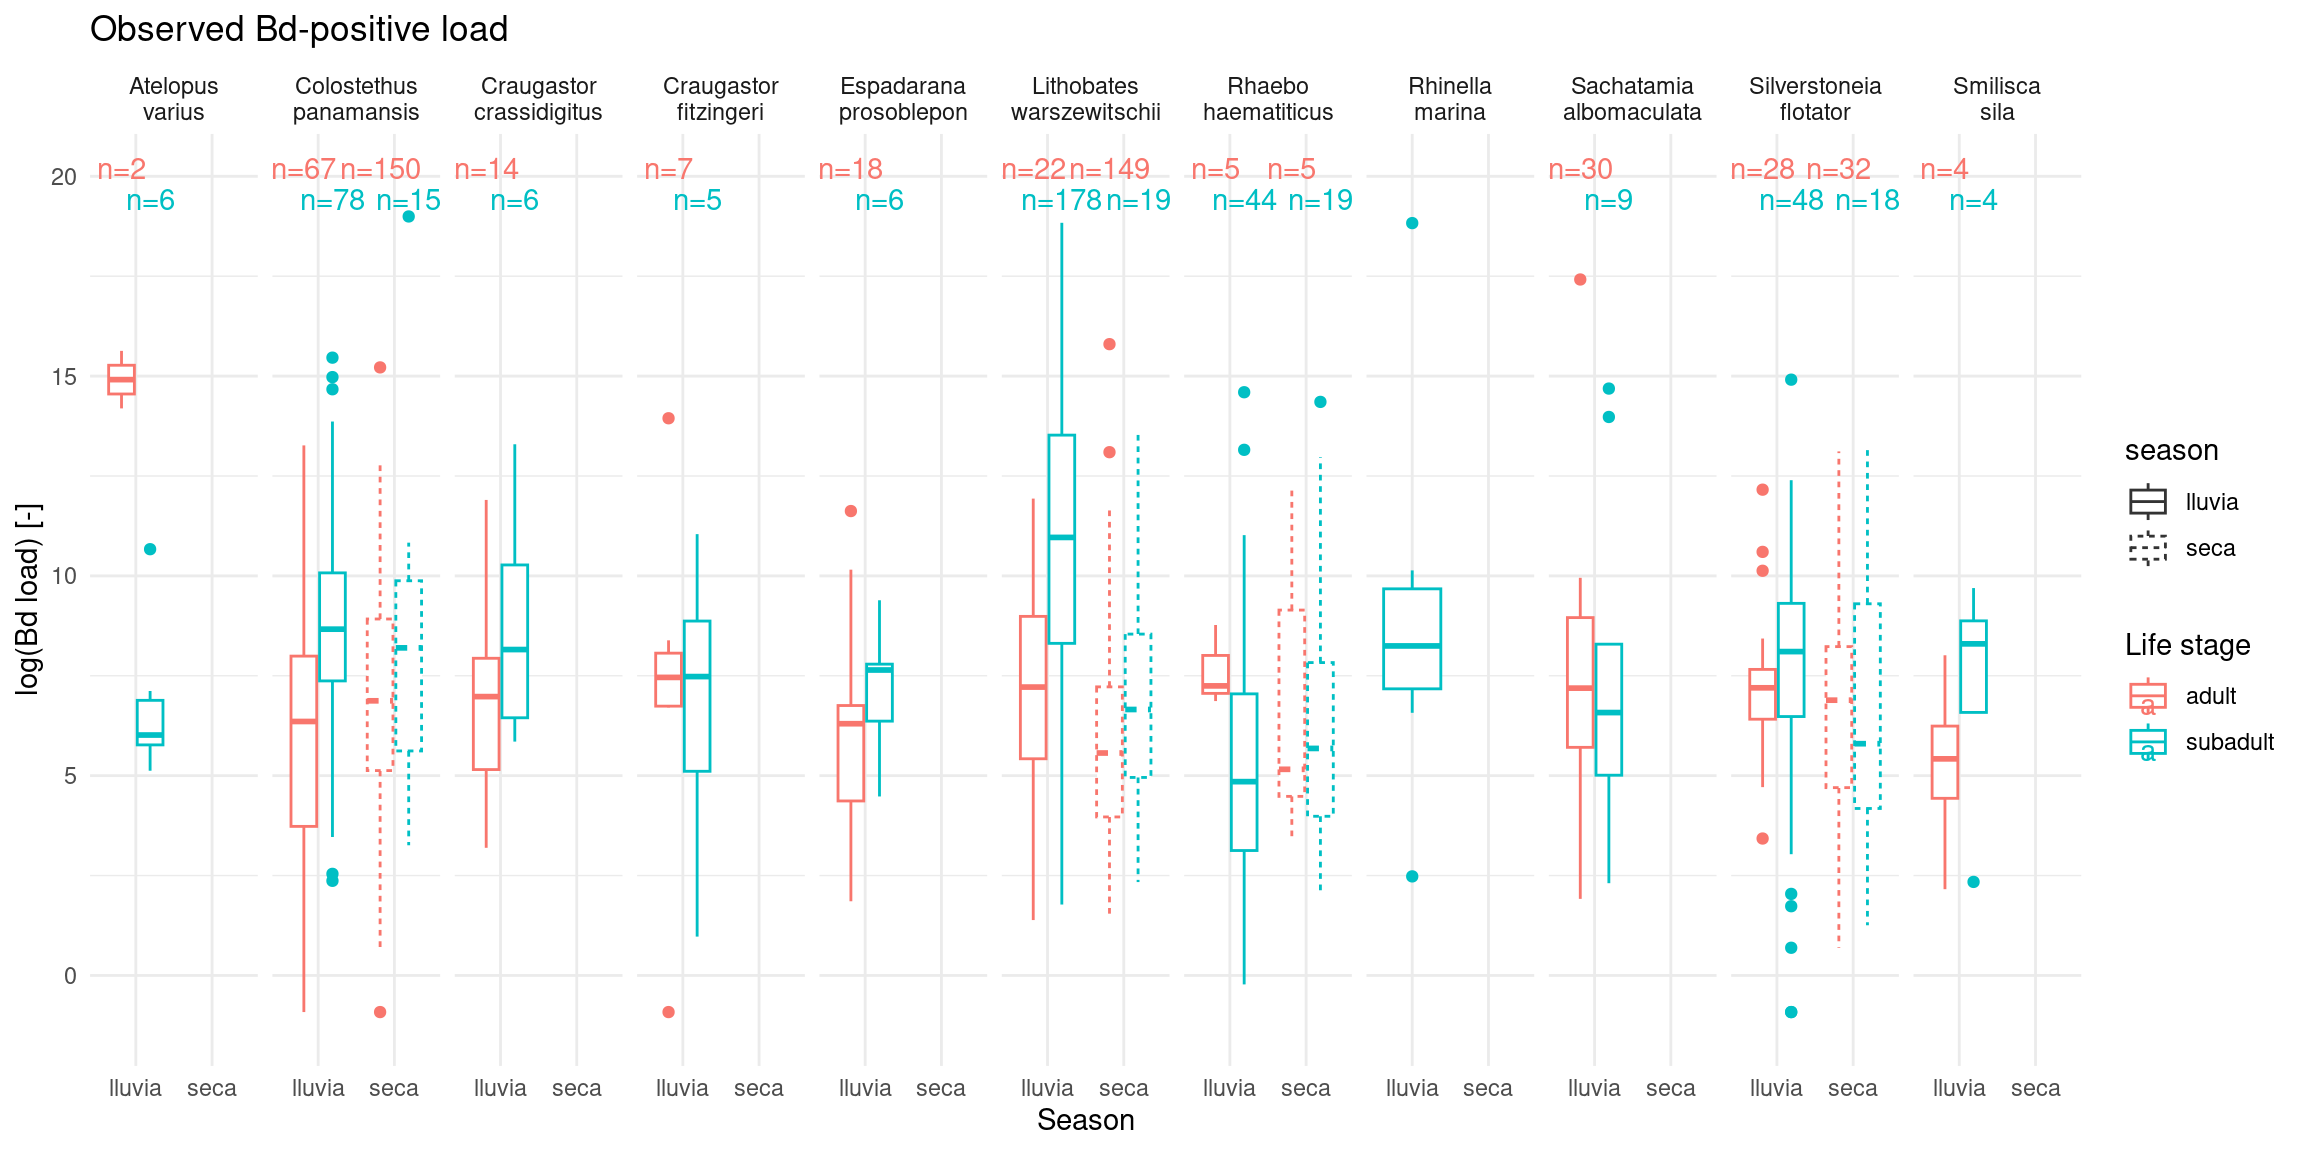 Observed Bd-positive load
Atelopus
varius
Colostethus
panamansis
Craugastor
crassidigitus
Craugastor
fitzingeri
Espadarana
prosoblepon
Lithobates
warszewitschii
Rhaebo
haematiticus
Rhinella
marina
Sachatamia
albomaculata
Silverstoneia
flotator
Smilisca
sila
n=2
n=6
n=67 n=150
n=78 n=15
n=14
n=6
n=7
n=5
n=18
n=6
n=22 n=149
n=178 n=19
n=5 n=5
n=44 n=19
n=30
n=9
n=28 n=32
n=48 n=18
n=4
n=4
20
15
10
5
0
log(Bd load) [-]
lluvia seca
lluvia seca
lluvia seca
lluvia seca
lluvia seca
lluvia seca
lluvia seca
lluvia seca
lluvia seca
lluvia seca
lluvia seca
Season
season
lluvia
seca
Life stage
a adult
a subadult